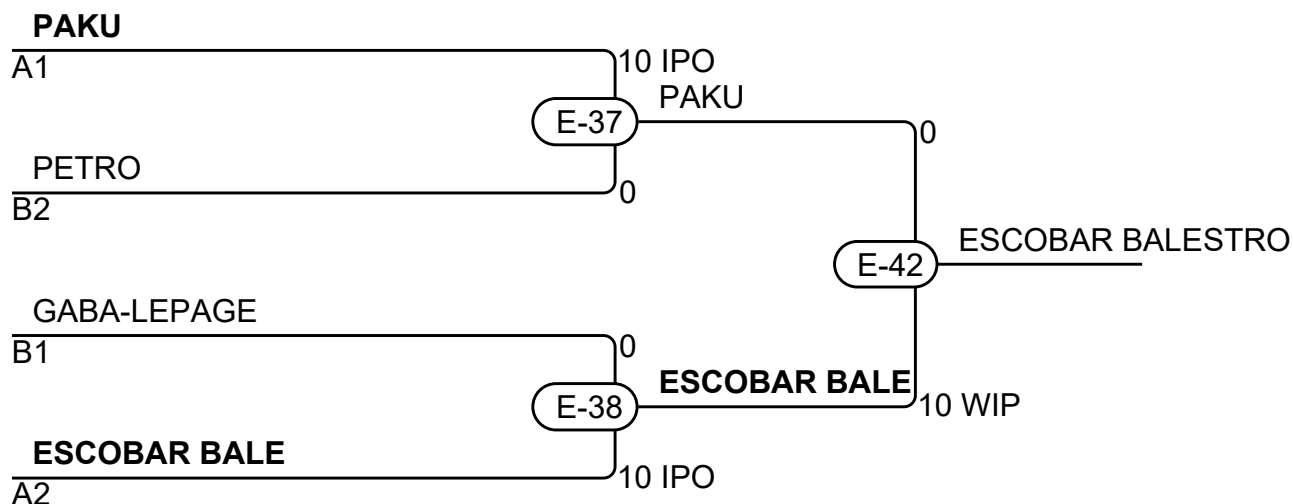 PAKU
A1
10 IPO
PAKU
E-37
0
PETRO
B2
0
ESCOBAR BALESTRO
E-42
GABA-LEPAGE
B1
0
ESCOBAR BALE
E-38
10 WIP
ESCOBAR BALE
A2
10 IPO